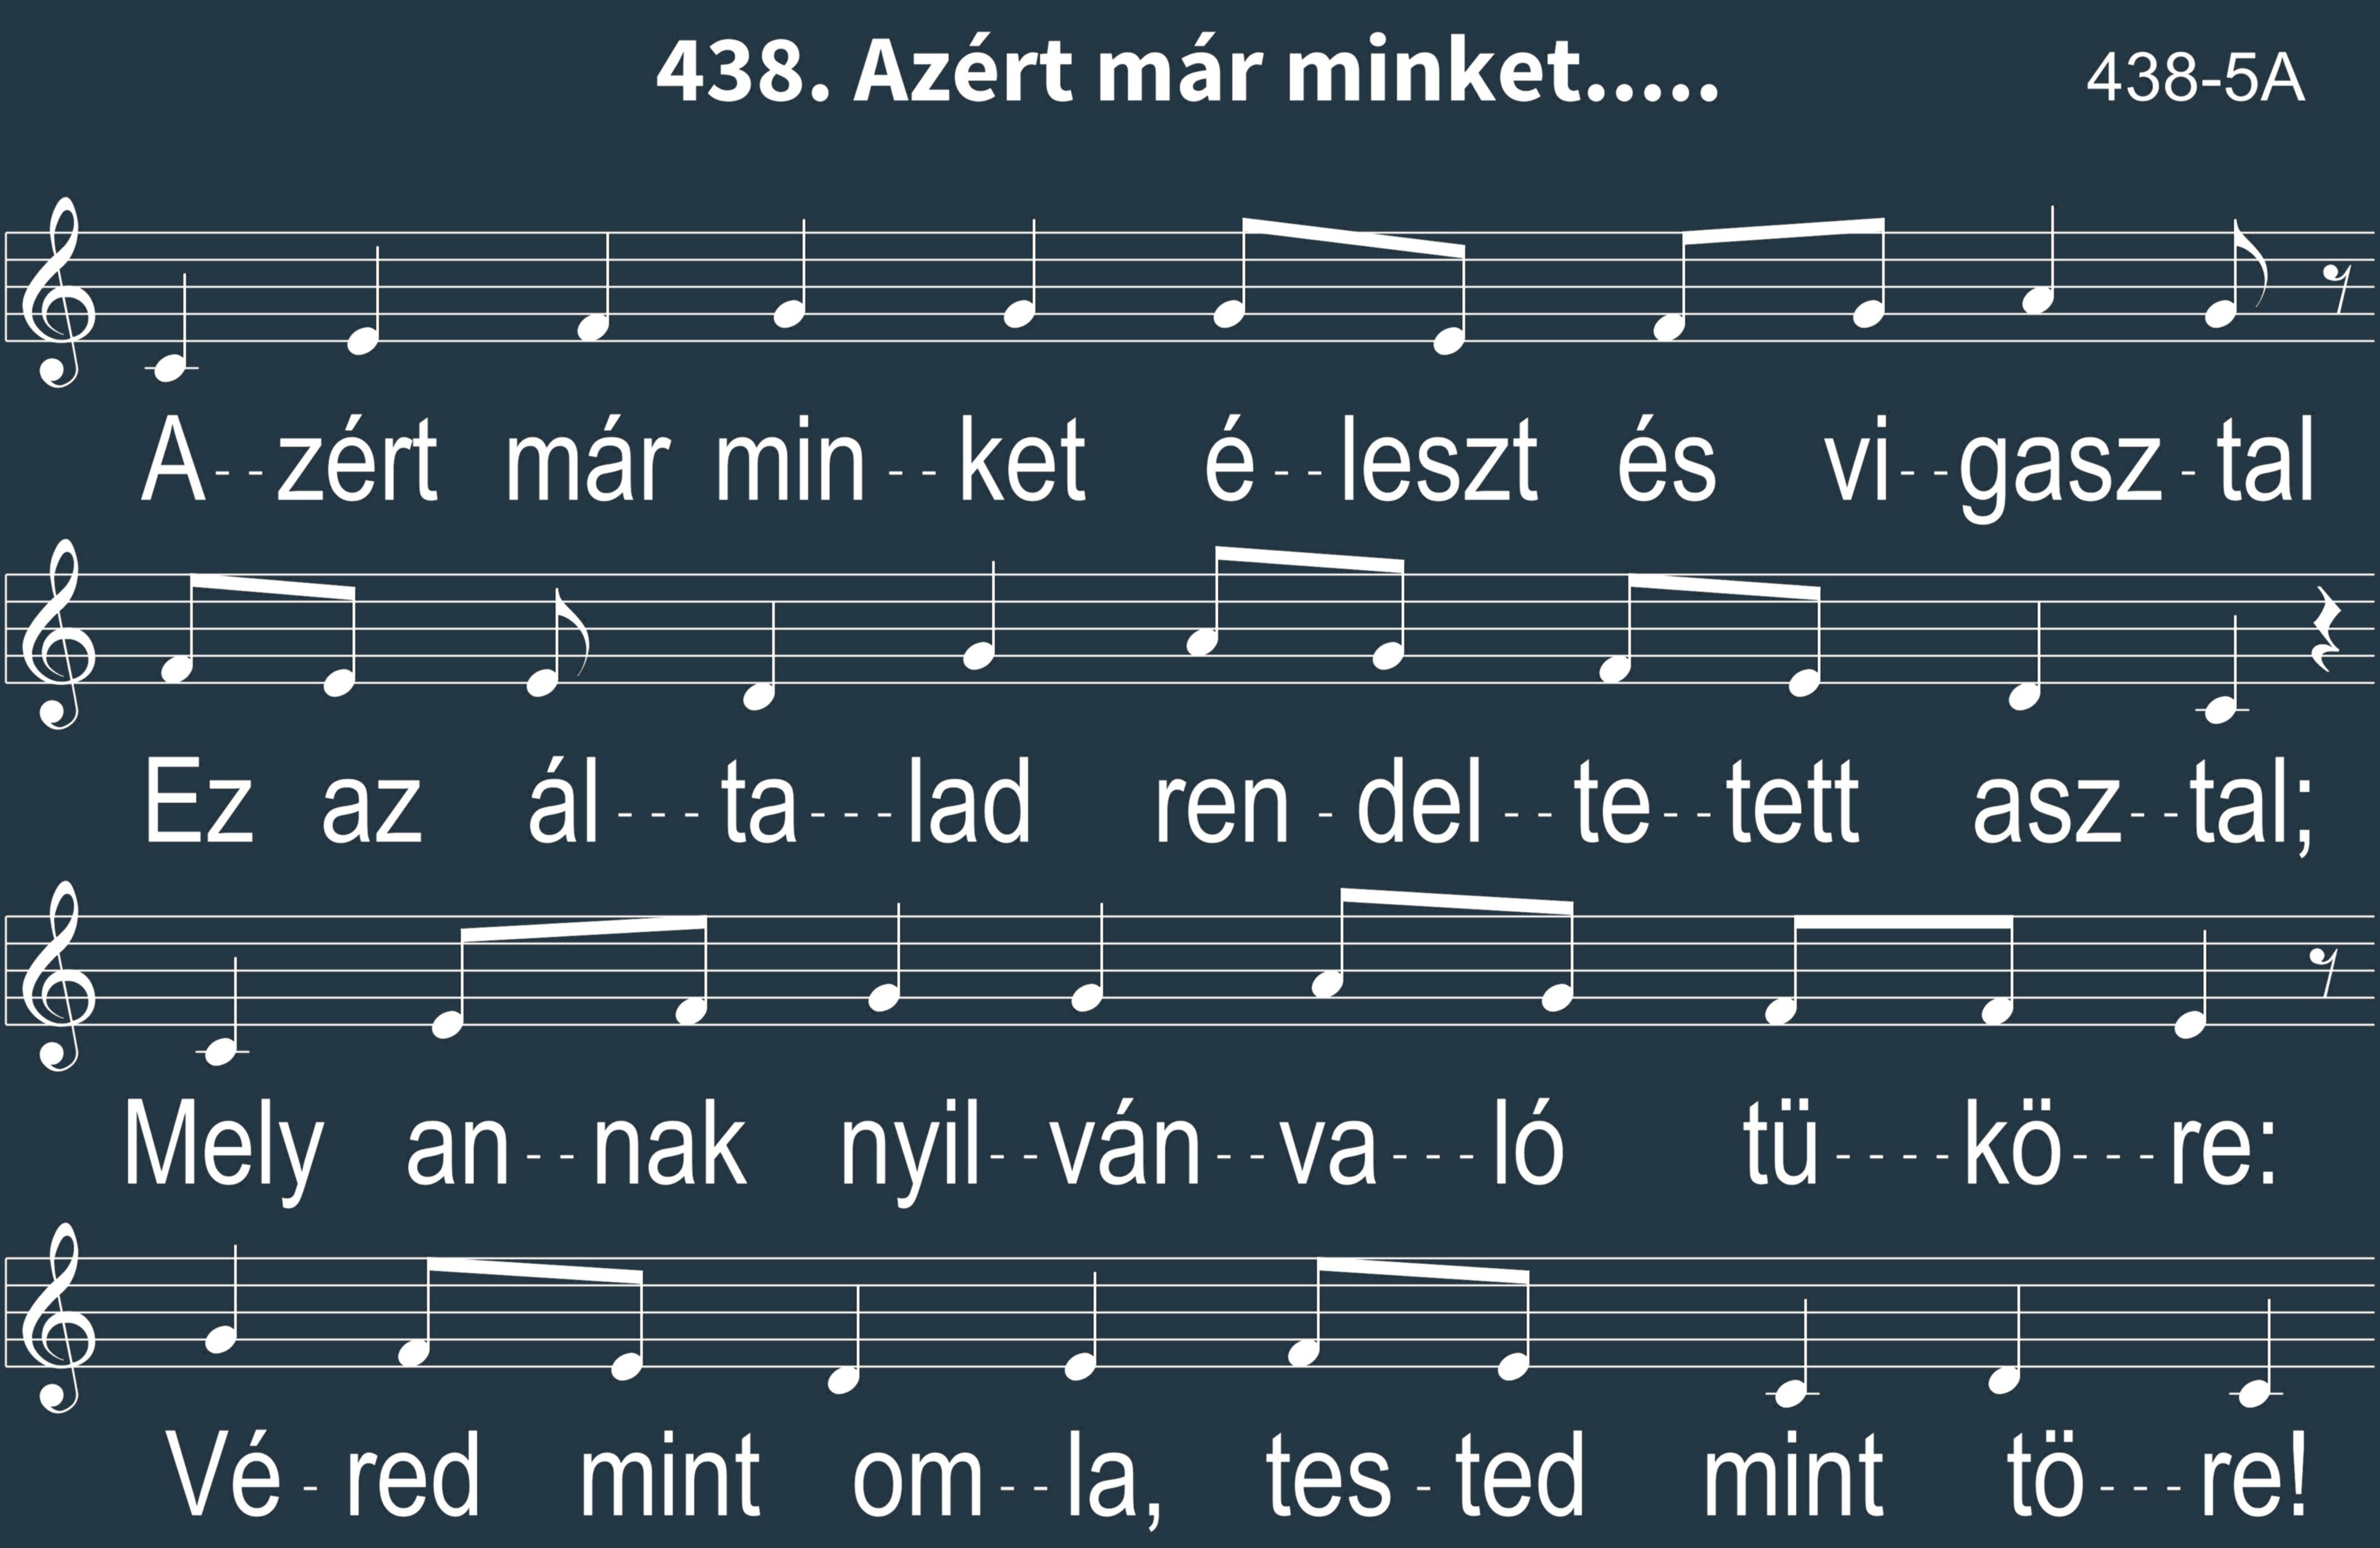 438. Azért már minket.....
438-5A
A--zért már min--ket é--leszt és vi--gasz-tal
Ez az ál---ta---lad ren-del--te--tett asz--tal;
Mely an--nak nyil--ván--va---ló tü----kö---re:
Vé-red mint om--la, tes-ted mint tö---re!